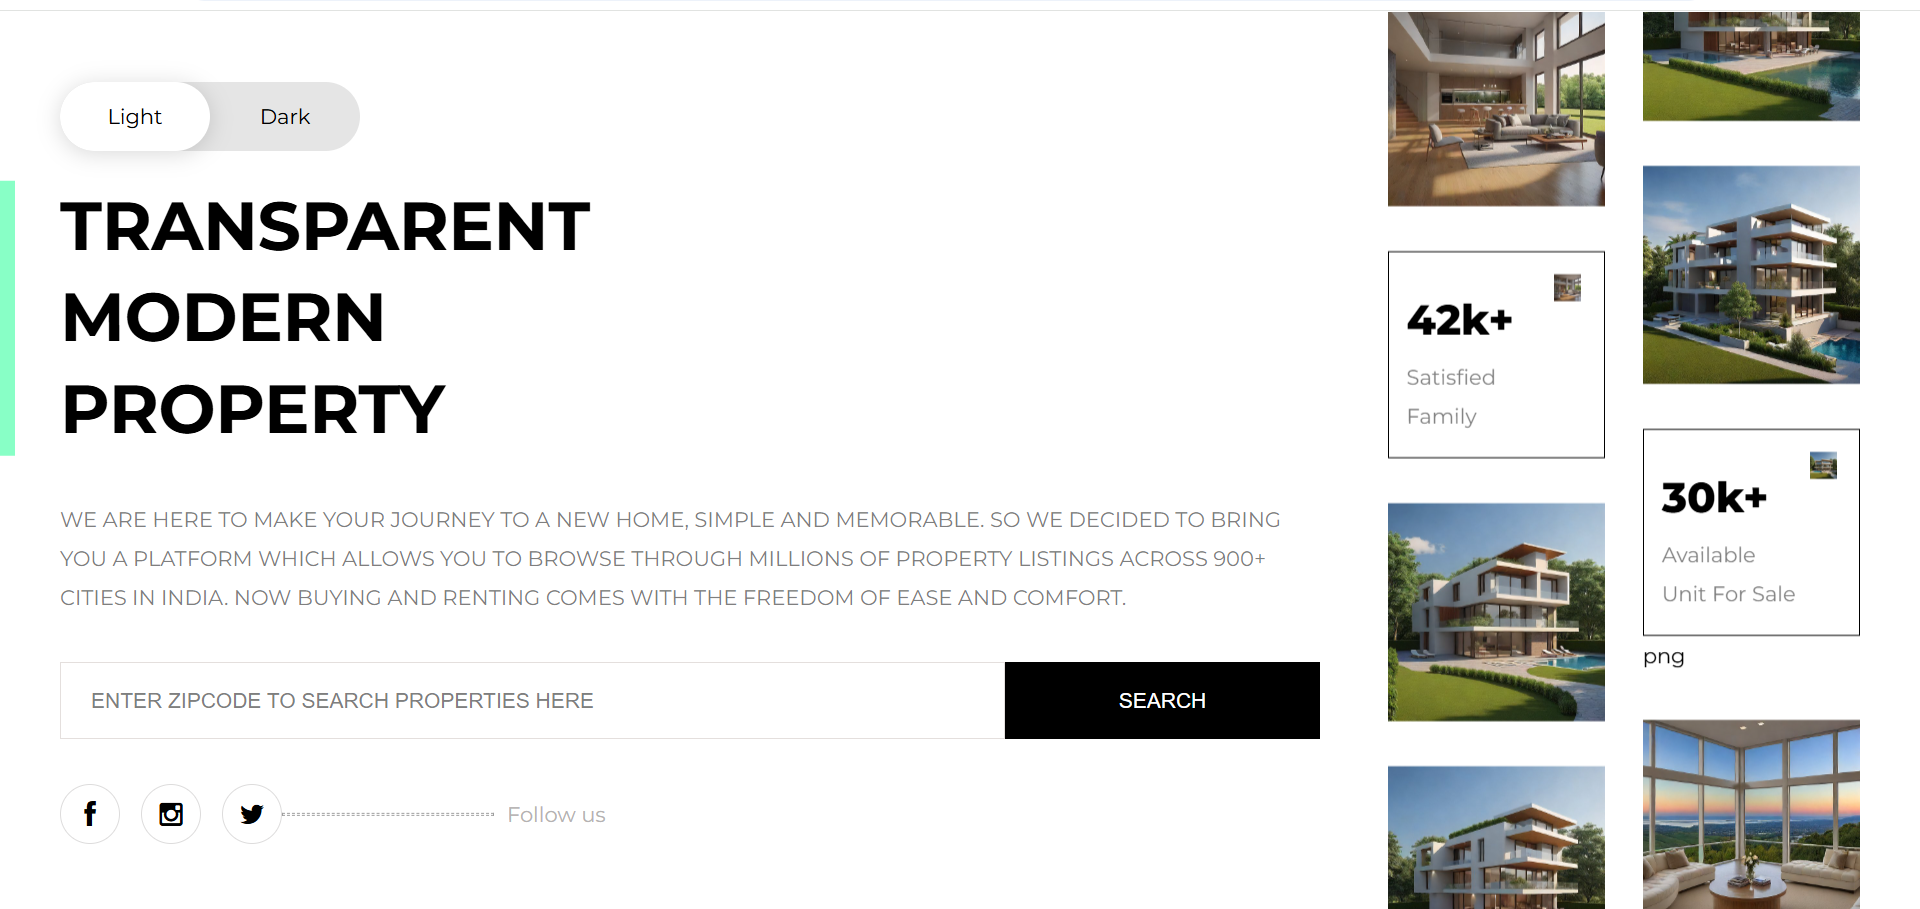 Light
Dark
TRANSPARENT
MODERN
PROPERTY
WE ARE HERE TO MAKE YOUR JOURNEY TO A NEW HOME, SIMPLE AND MEMORABLE. SO WE DECIDED TO BRING
YOU A PLATFORM WHICH ALLOWS YOU TO BROWSE THROUGH MILLIONS OF PROPERTY LISTINGS ACROSS 900+
CITIES IN INDIA. NOW BUYING AND RENTING COMES WITH THE FREEDOM OF EASE AND COMFORT.
ENTER ZIPCODE TO SEARCH PROPERTIES HERE
SEARCH
Follow us
42k+
Satisfied
Family
30k+
Available
Unit For Sale
png